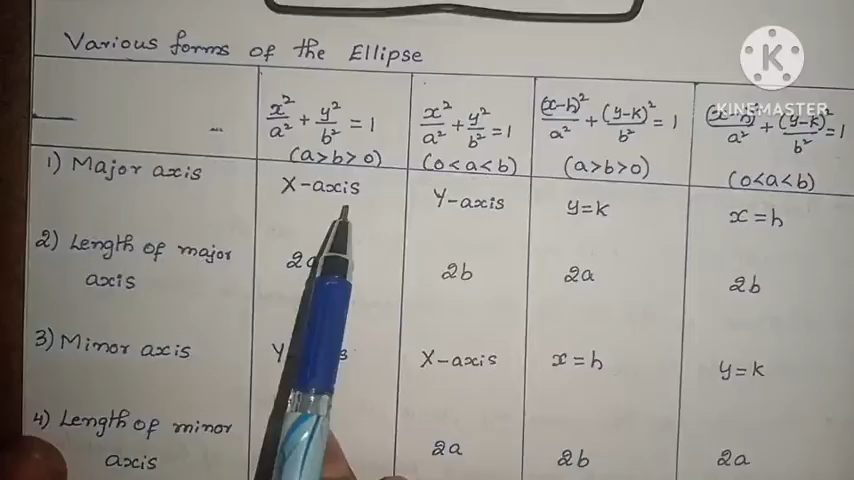 Various forms of the Ellipse
K
KINEMASTER
x²/a² + y²/b² = 1 (a>b>0)
x²/a² + y²/b² = 1 (0<a<b)
(x-h)²/a² + (y-k)²/b² = 1 (a>b>0)
(x-h)²/a² + (y-k)²/b² = 1 (0<a<b)
1) Major axis X-axis Y-axis y=k x=h
2) Length of major 2b 2a 2b
axis
3) Minor axis X-axis x=h y=k
4) Length of minor 2a 2b 2a
axis